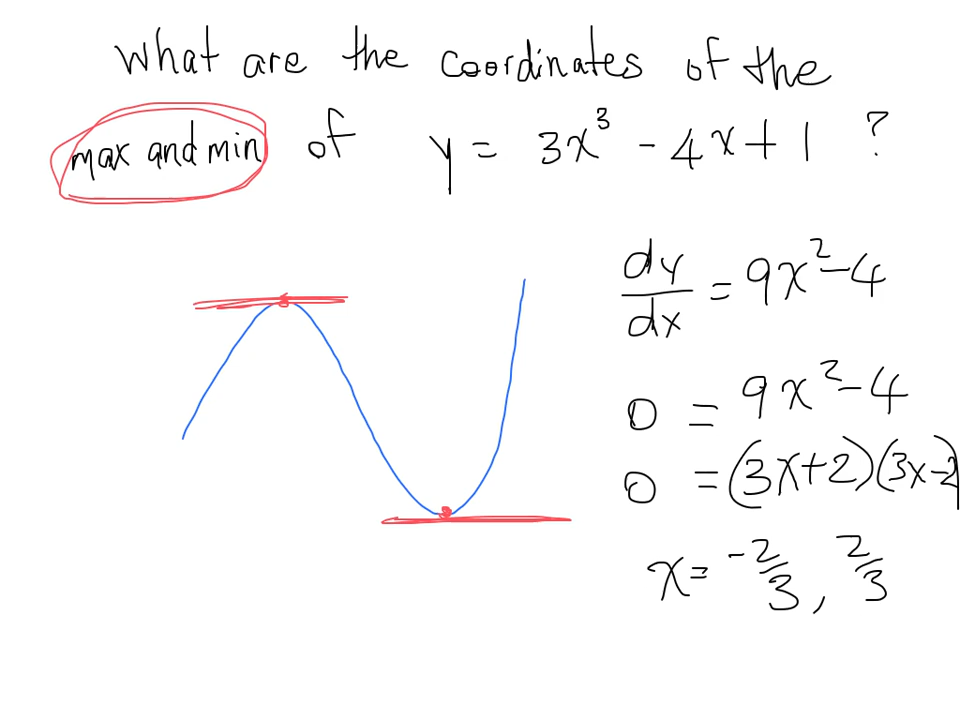 What are the coordinates of the
max and min of y = 3x³ - 4x + 1 ?
dy/dx = 9x² - 4
0 = 9x² - 4
0 = (3x+2)(3x-2
x = -2/3, 2/3